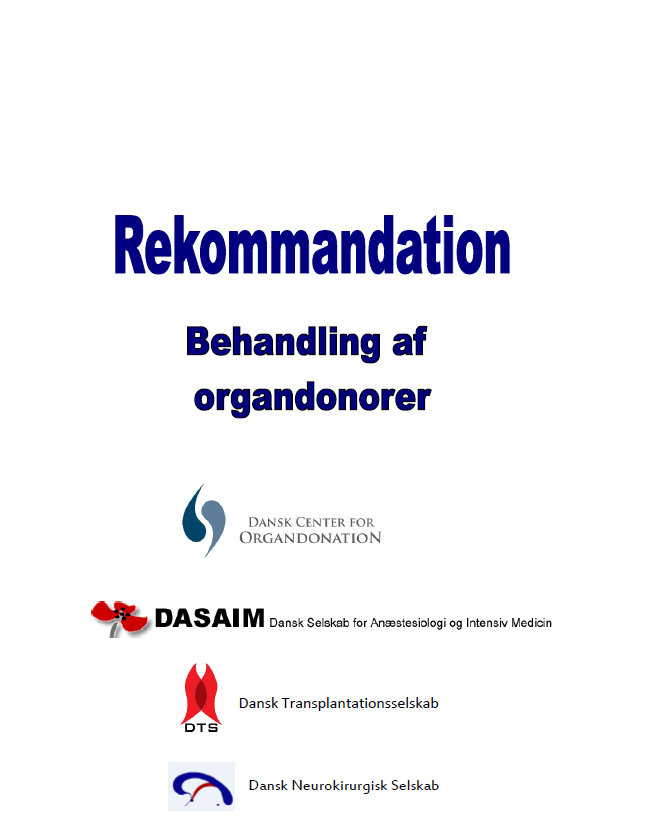 Rekommandation
Behandling af
organdonorer
DANSK CENTER FOR
ORGANDONATION
DASAIM Dansk Selskab for Anæstesiologi og Intensiv Medicin
DTS
Dansk Transplantationsselskab
Dansk Neurokirurgisk Selskab